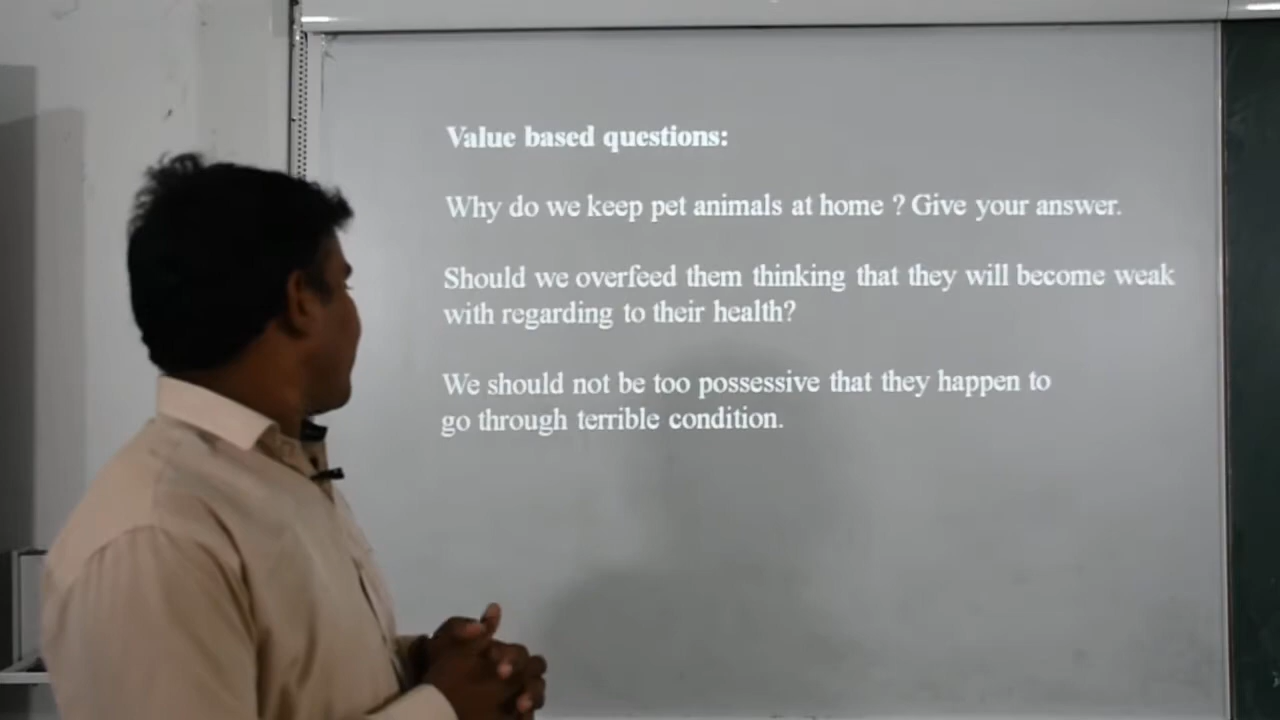 Value based questions:
Why do we keep pet animals at home ? Give your answer.
Should we overfeed them thinking that they will become weak
with regarding to their health?
We should not be too possessive that they happen to
go through terrible condition.